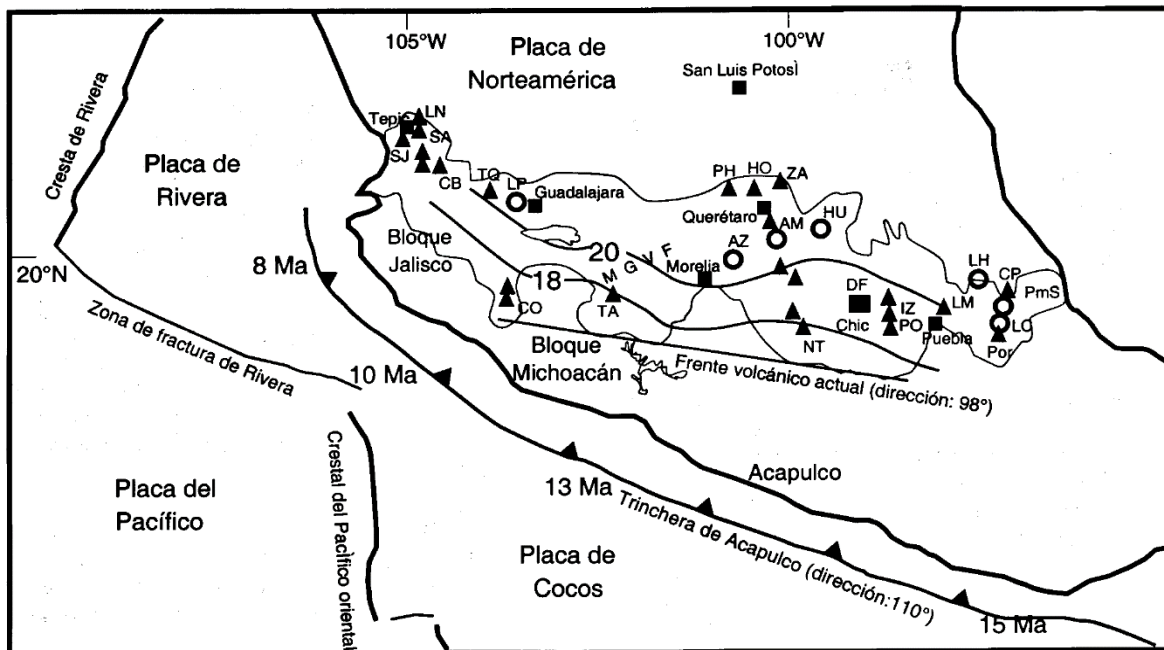 105°W
100°W
Placa de
Norteamérica
San Luis Potosì
Cresta de Rivera
Placa de
Rivera
Tepic
LN
SA
SJ
CB
TQ
LP
Guadalajara
PH
HO
ZA
Querétaro
AM
HU
AZ
20°N
8 Ma
Bloque
Jalisco
20
18
M G V F
Morelia
LH
CP
PmS
DF
IZ
LM
LC
CO
TA
Chic
PO
Puebla
Por
NT
Zona de fractura de Rivera
Bloque
Michoacán
Frente volcánico actual (dirección: 98°)
10 Ma
Acapulco
Placa del
Pacífico
Crestal del Pacìfico oriental
13 Ma
Trinchera de Acapulco (dirección:110°)
Placa de
Cocos
15 Ma